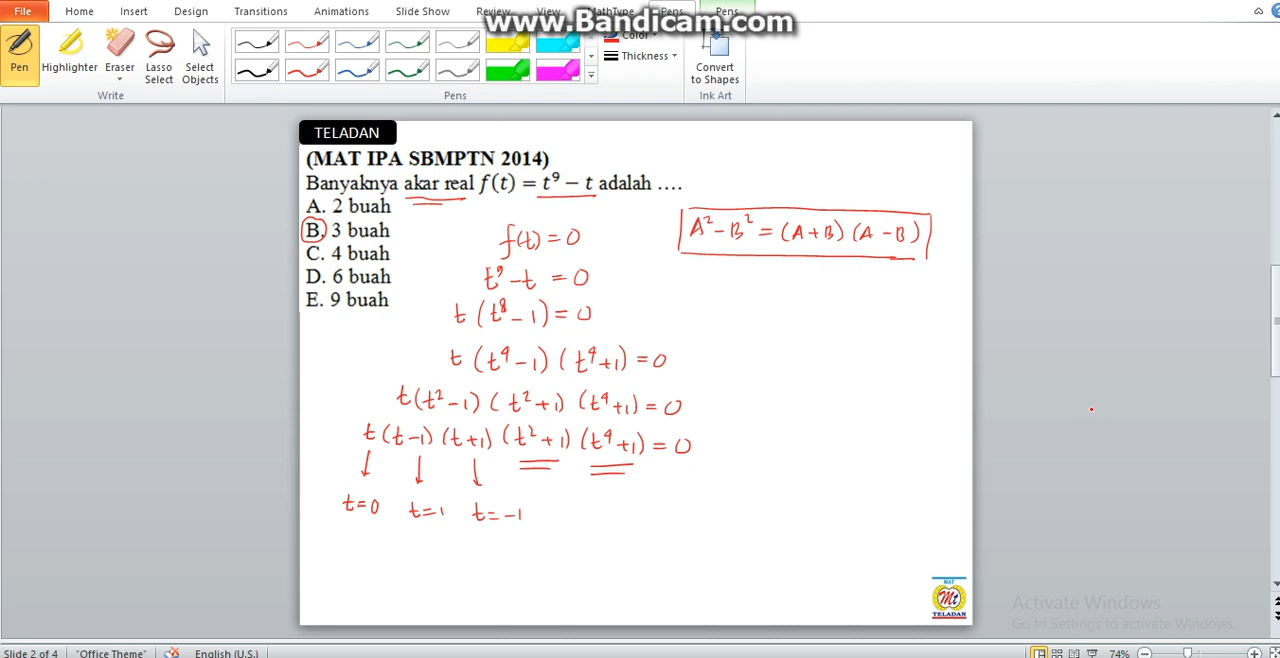 www.Bandicam.com
File Home Insert Design Transitions Animations Slide Show Review View MathType Pens Pens
Pen Highlighter Eraser Lasso Select Select Objects Color Thickness Convert to Shapes
Write Pens Ink Art
TELADAN
(MAT IPA SBMPTN 2014)
Banyaknya akar real f(t) = t⁹ − t adalah ….
A. 2 buah
B. 3 buah
C. 4 buah
D. 6 buah
E. 9 buah
A² − B² = (A+B) (A − B)
f(t) = 0
t⁹ − t = 0
t (t⁸ − 1) = 0
t (t⁴ − 1) (t⁴ + 1) = 0
t (t² − 1) (t² + 1) (t⁴ + 1) = 0
t (t − 1) (t + 1) (t² + 1) (t⁴ + 1) = 0
t = 0 t = 1 t = −1
MAT
Mt
TELADAN
Activate Windows
Go to Settings to activate Windows.
Slide 2 of 4 "Office Theme" English (U.S.) 74%